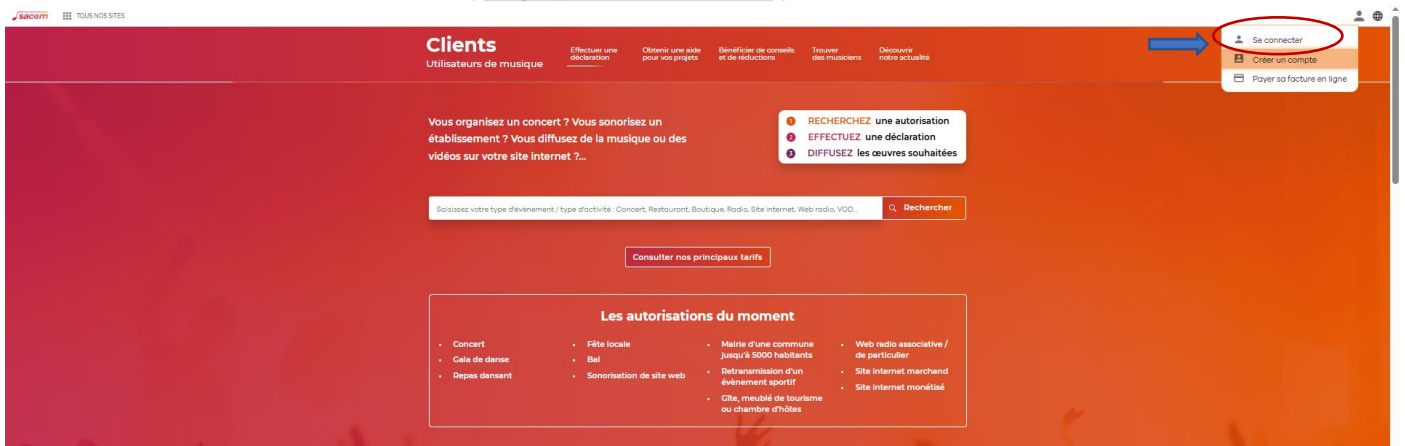 sacem
TOUS NOS SITES
Clients
Utilisateurs de musique
Effectuer une
déclaration
Obtenir une aide
pour vos projets
Bénéficier de conseils
et de réductions
Trouver
des musiciens
Découvrir
notre actualité
Se connecter
Créer un compte
Payer sa facture en ligne
Vous organisez un concert ? Vous sonorisez un
établissement ? Vous diffusez de la musique ou des
vidéos sur votre site internet ?...
1 RECHERCHEZ une autorisation
2 EFFECTUEZ une déclaration
3 DIFFUSEZ les œuvres souhaitées
Saisissez votre type d'évènement / type d'activité : Concert, Restaurant, Boutique, Radio, Site internet, Web radio, VOD...
Rechercher
Consulter nos principaux tarifs
Les autorisations du moment
• Concert
• Gala de danse
• Repas dansant
• Fête locale
• Bal
• Sonorisation de site web
• Mairie d'une commune
jusqu'à 5000 habitants
• Retransmission d'un
évènement sportif
• Gîte, meublé de tourisme
ou chambre d'hôtes
• Web radio associative /
de particulier
• Site internet marchand
• Site internet monétisé